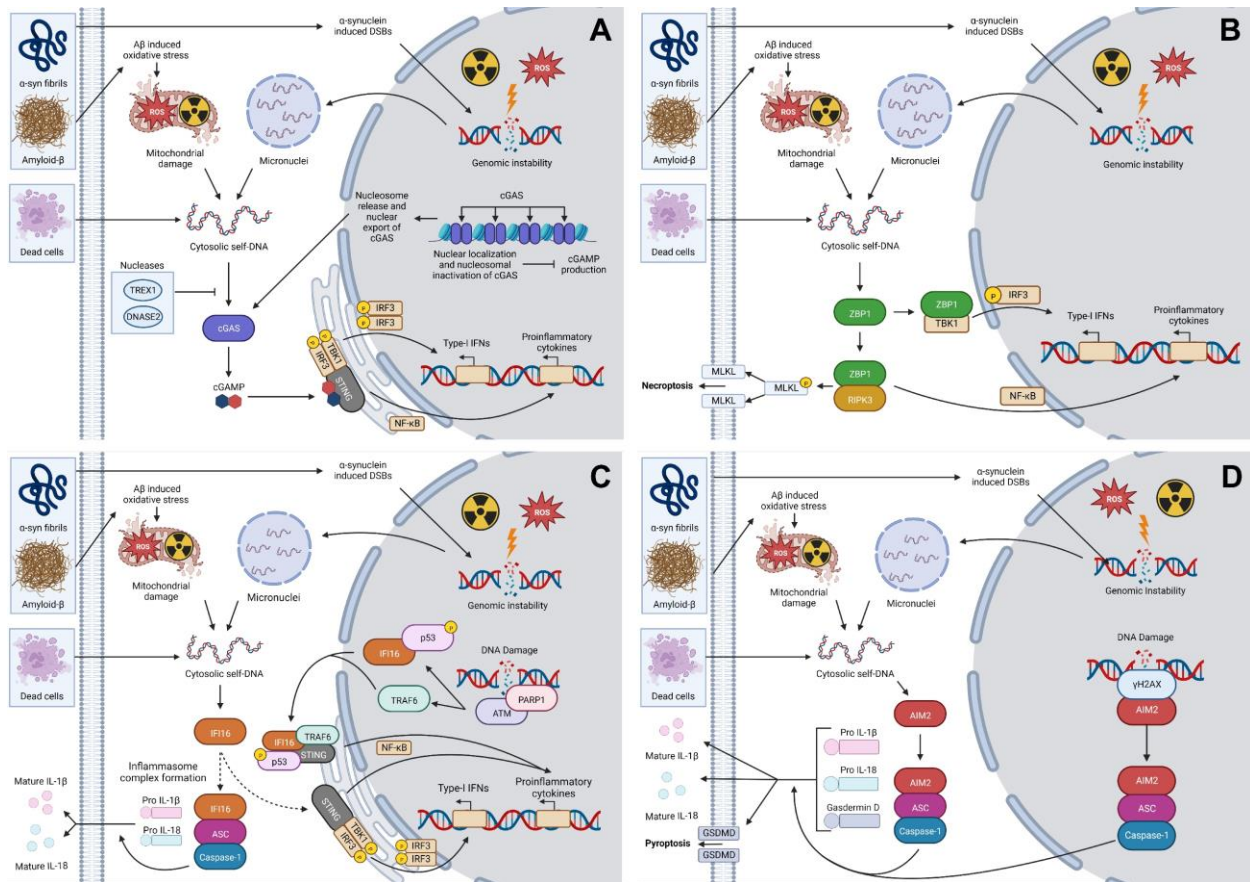 A
α-syn fibrils
Amyloid-β
Dead cells
Aβ induced
oxidative stress
ROS
Mitochondrial
damage
Micronuclei
α-synuclein
induced DSBs
ROS
Genomic instability
Cytosolic self-DNA
Nucleases
TREX1
DNASE2
cGAS
cGAMP
Nucleosome
release and
nuclear
export of
cGAS
cGAS
Nuclear localization
and nucleosomal
inactivation of cGAS
cGAMP
production
P
IRF3
P
IRF3
P
P
TBK1
IRF3
STING
NF-κB
Type-I IFNs
Proinflammatory
cytokines
B
α-syn fibrils
Amyloid-β
Dead cells
Aβ induced
oxidative stress
ROS
Mitochondrial
damage
Micronuclei
α-synuclein
induced DSBs
ROS
Genomic instability
Cytosolic self-DNA
ZBP1
ZBP1
TBK1
P
IRF3
ZBP1
RIPK3
MLKL
P
MLKL
MLKL
Necroptosis
NF-κB
Type-I IFNs
Proinflammatory
cytokines
C
α-syn fibrils
Amyloid-β
Dead cells
Aβ induced
oxidative stress
ROS
Mitochondrial
damage
Micronuclei
α-synuclein
induced DSBs
ROS
Genomic instability
Cytosolic self-DNA
IFI16
p53
P
TRAF6
DNA Damage
ATM
PARP1
IFI16
TRAF6
P
p53
STING
NF-κB
IFI16
Inflammasome
complex formation
Mature IL-1β
Pro IL-1β
Pro IL-18
Mature IL-18
IFI16
ASC
Caspase-1
STING
TBK1
IRF3
P
P
P
IRF3
P
IRF3
Type-I IFNs
Proinflammatory
cytokines
D
α-syn fibrils
Amyloid-β
Dead cells
Aβ induced
oxidative stress
ROS
Mitochondrial
damage
Micronuclei
α-synuclein
induced DSBs
ROS
Genomic Instability
Cytosolic self-DNA
DNA Damage
γH2AX
AIM2
AIM2
ASC
Caspase-1
AIM2
AIM2
ASC
Caspase-1
Pro IL-1β
Pro IL-18
Gasdermin D
Mature IL-1β
Mature IL-18
GSDMD
Pyroptosis
GSDMD